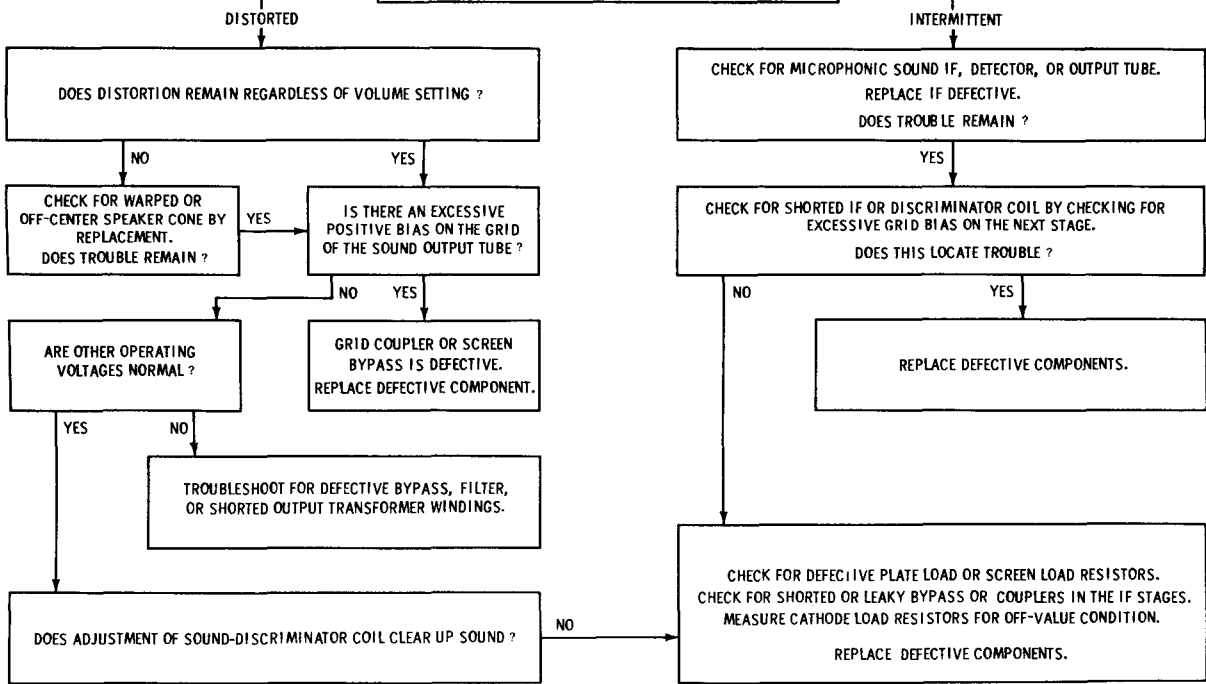 DISTORTED
INTERMITTENT
DOES DISTORTION REMAIN REGARDLESS OF VOLUME SETTING ?
CHECK FOR MICROPHONIC SOUND IF, DETECTOR, OR OUTPUT TUBE.
REPLACE IF DEFECTIVE.
DOES TROUBLE REMAIN ?
NO
YES
YES
CHECK FOR WARPED OR
OFF-CENTER SPEAKER CONE BY
REPLACEMENT.
DOES TROUBLE REMAIN ?
YES
IS THERE AN EXCESSIVE
POSITIVE BIAS ON THE GRID
OF THE SOUND OUTPUT TUBE ?
CHECK FOR SHORTED IF OR DISCRIMINATOR COIL BY CHECKING FOR
EXCESSIVE GRID BIAS ON THE NEXT STAGE.
DOES THIS LOCATE TROUBLE ?
NO
YES
NO
YES
ARE OTHER OPERATING
VOLTAGES NORMAL ?
GRID COUPLER OR SCREEN
BYPASS IS DEFECTIVE.
REPLACE DEFECTIVE COMPONENT.
REPLACE DEFECTIVE COMPONENTS.
YES
NO
TROUBLESHOOT FOR DEFECTIVE BYPASS, FILTER,
OR SHORTED OUTPUT TRANSFORMER WINDINGS.
DOES ADJUSTMENT OF SOUND-DISCRIMINATOR COIL CLEAR UP SOUND ?
NO
CHECK FOR DEFECTIVE PLATE LOAD OR SCREEN LOAD RESISTORS.
CHECK FOR SHORTED OR LEAKY BYPASS OR COUPLERS IN THE IF STAGES.
MEASURE CATHODE LOAD RESISTORS FOR OFF-VALUE CONDITION.
REPLACE DEFECTIVE COMPONENTS.